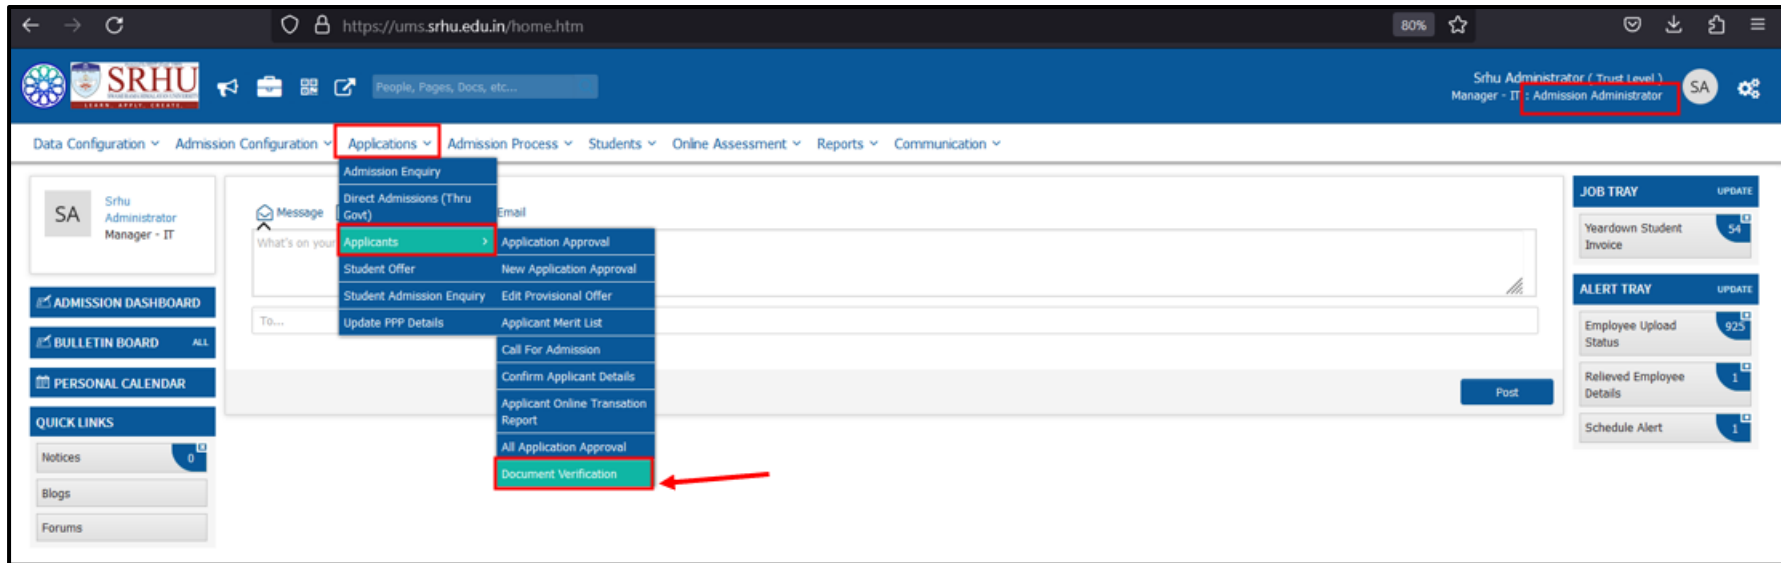 https://ums.srhu.edu.in/home.htm
80%
SRHU
LEARN. APPLY. CREATE.
People, Pages, Docs, etc...
Srhu Administrator ( Trust Level )
Manager - IT : Admission Administrator
SA
Data Configuration
Admission Configuration
Applications
Admission Process
Students
Online Assessment
Reports
Communication
SA
Srhu
Administrator
Manager - IT
ADMISSION DASHBOARD
BULLETIN BOARD ALL
PERSONAL CALENDAR
QUICK LINKS
Notices 0
Blogs
Forums
Message
Email
What's on your
To...
Post
Admission Enquiry
Direct Admissions (Thru
Govt)
Applicants
Student Offer
Student Admission Enquiry
Update PPP Details
Application Approval
New Application Approval
Edit Provisional Offer
Applicant Merit List
Call For Admission
Confirm Applicant Details
Applicant Online Transation
Report
All Application Approval
Document Verification
JOB TRAY UPDATE
Yeardown Student
Invoice
54
ALERT TRAY UPDATE
Employee Upload
Status
925
Relieved Employee
Details
1
Schedule Alert 1